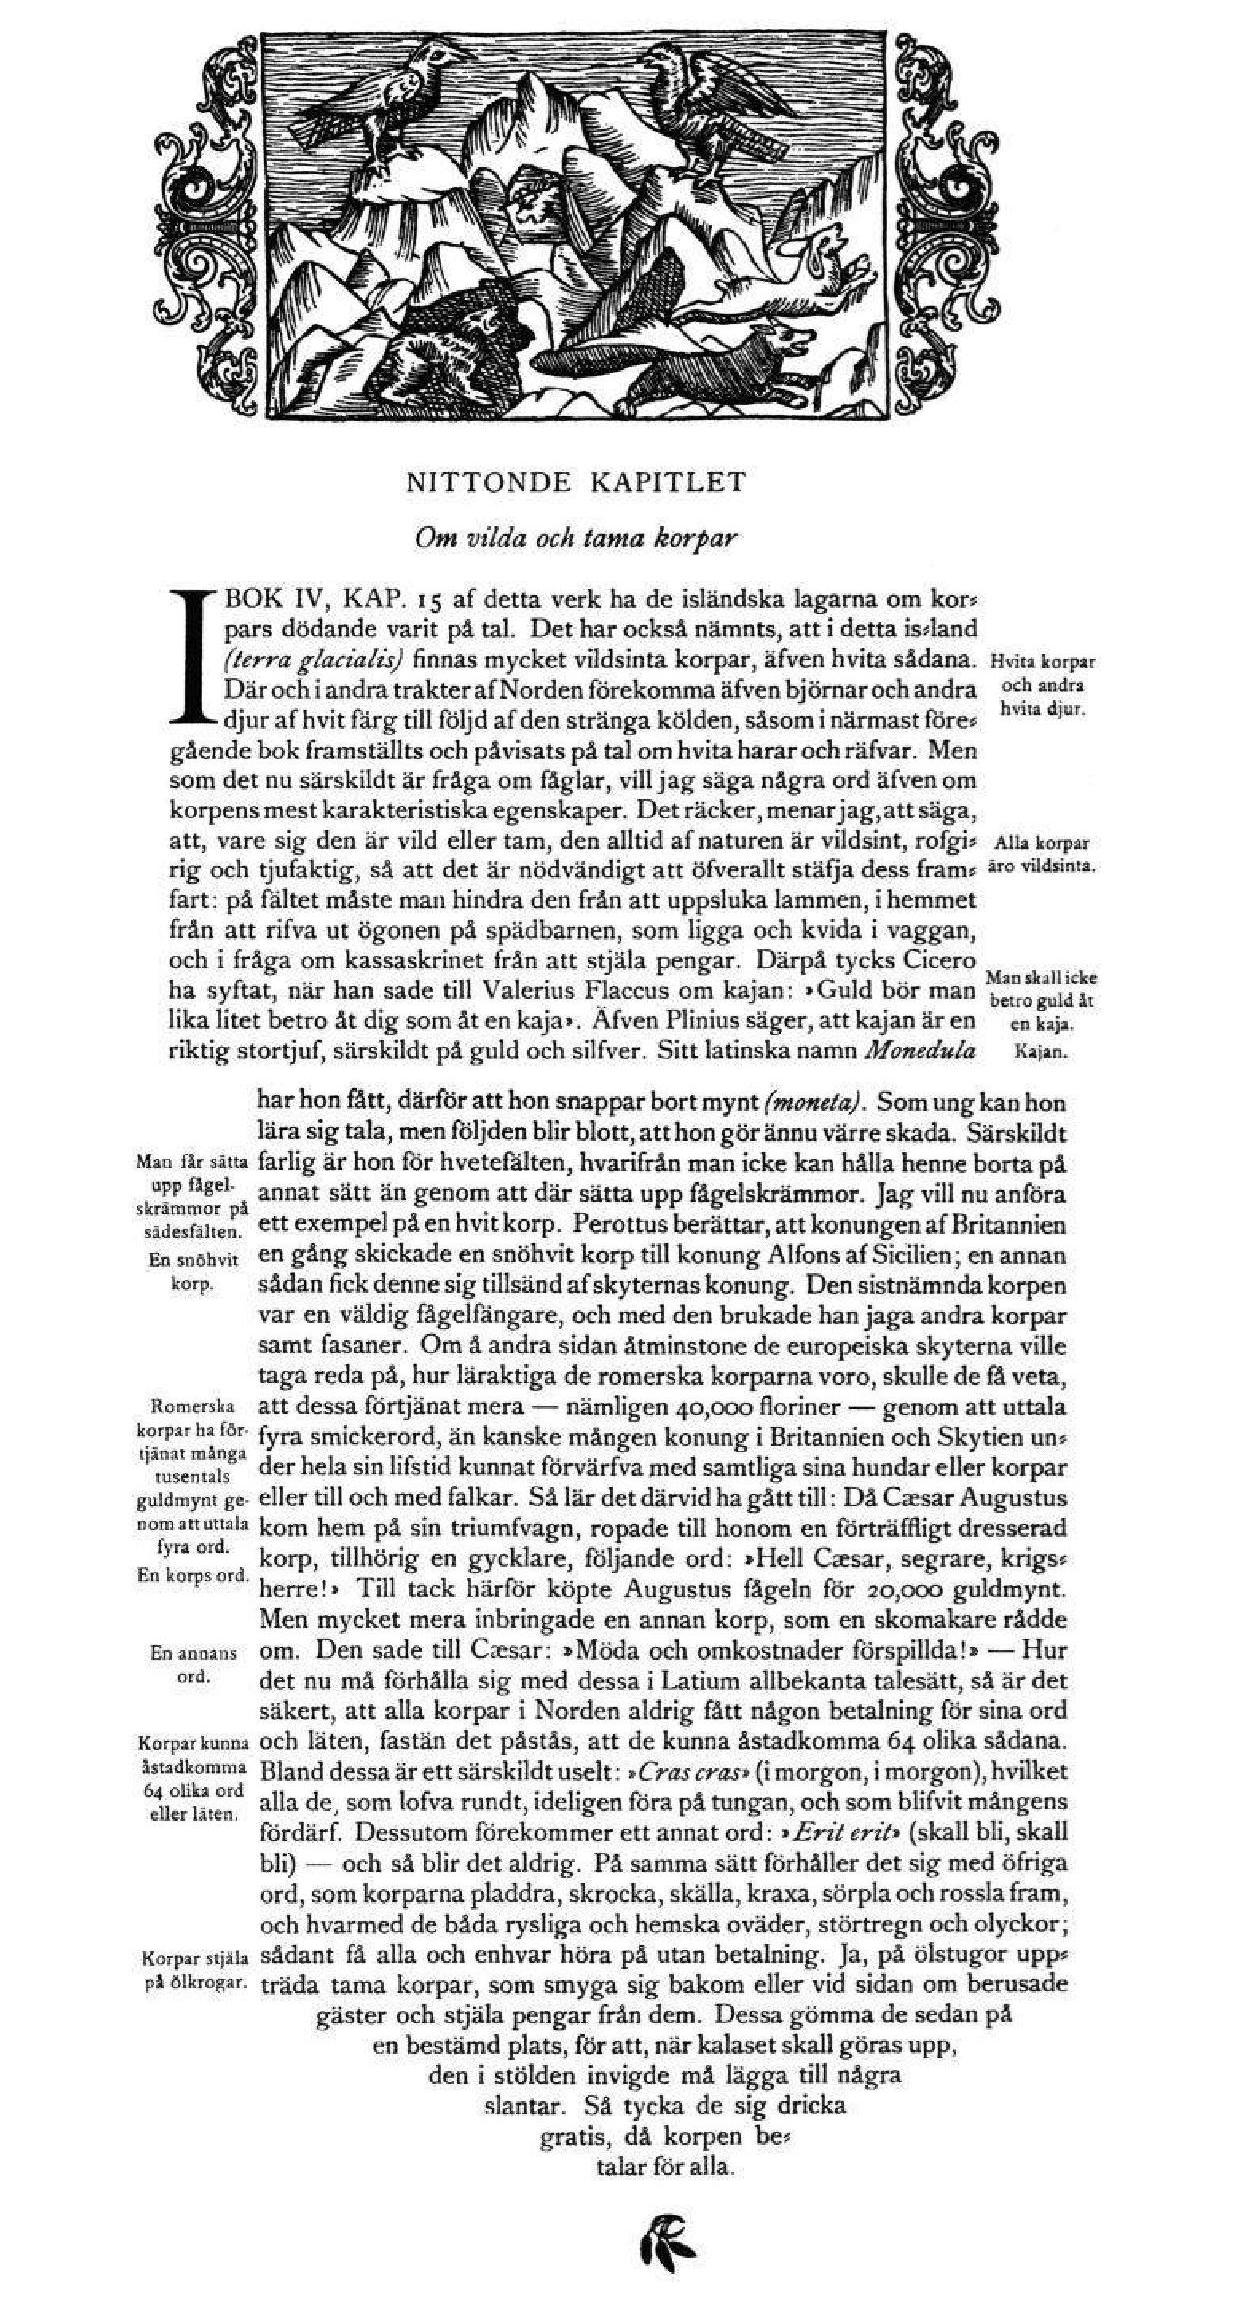 NITTONDE KAPITLET
Om vilda och tama korpar
I BOK IV, KAP. 15 af detta verk ha de isländska lagarna om kor-
pars dödande varit på tal. Det har också nämnts, att i detta is-land
(terra glacialis) finnas mycket vildsinta korpar, äfven hvita sådana.
Där och i andra trakter af Norden förekomma äfven björnar och andra
djur af hvit färg till följd af den stränga kölden, såsom i närmast före-
gående bok framställts och påvisats på tal om hvita harar och räfvar. Men
som det nu särskildt är fråga om fåglar, vill jag säga några ord äfven om
korpens mest karakteristiska egenskaper. Det räcker, menar jag, att säga,
att, vare sig den är vild eller tam, den alltid af naturen är vildsint, rofgi-
rig och tjufaktig, så att det är nödvändigt att öfverallt stäfja dess fram-
fart: på fältet måste man hindra den från att uppsluka lammen, i hemmet
från att rifva ut ögonen på spädbarnen, som ligga och kvida i vaggan,
och i fråga om kassaskrinet från att stjäla pengar. Därpå tycks Cicero
ha syftat, när han sade till Valerius Flaccus om kajan: »Guld bör man
lika litet betro åt dig som åt en kaja». Äfven Plinius säger, att kajan är en
riktig stortjuf, särskildt på guld och silfver. Sitt latinska namn Monedula
Hvita korpar
och andra
hvita djur.
Alla korpar
äro vildsinta.
Man skall icke
betro guld åt
en kaja.
Kajan.
har hon fått, därför att hon snappar bort mynt (moneta). Som ung kan hon
lära sig tala, men följden blir blott, att hon gör ännu värre skada. Särskildt
farlig är hon för hvetefälten, hvarifrån man icke kan hålla henne borta på
annat sätt än genom att där sätta upp fågelskrämmor. Jag vill nu anföra
ett exempel på en hvit korp. Perottus berättar, att konungen af Britannien
en gång skickade en snöhvit korp till konung Alfons af Sicilien; en annan
sådan fick denne sig tillsänd af skyternas konung. Den sistnämnda korpen
var en väldig fågelfängare, och med den brukade han jaga andra korpar
samt fasaner. Om å andra sidan åtminstone de europeiska skyterna ville
taga reda på, hur läraktiga de romerska korparna voro, skulle de få veta,
att dessa förtjänat mera — nämligen 40,000 floriner — genom att uttala
fyra smickerord, än kanske mången konung i Britannien och Skytien un-
der hela sin lifstid kunnat förvärfva med samtliga sina hundar eller korpar
eller till och med falkar. Så lär det därvid ha gått till: Då Cæsar Augustus
kom hem på sin triumfvagn, ropade till honom en förträffligt dresserad
korp, tillhörig en gycklare, följande ord: »Hell Cæsar, segrare, krigs-
herre!» Till tack härför köpte Augustus fågeln för 20,000 guldmynt.
Men mycket mera inbringade en annan korp, som en skomakare rådde
om. Den sade till Cæsar: »Möda och omkostnader förspillda!» — Hur
det nu må förhålla sig med dessa i Latium allbekanta talesätt, så är det
säkert, att alla korpar i Norden aldrig fått någon betalning för sina ord
och läten, fastän det påstås, att de kunna åstadkomma 64 olika sådana.
Bland dessa är ett särskildt uselt: »Cras cras» (i morgon, i morgon), hvilket
alla de, som lofva rundt, ideligen föra på tungan, och som blifvit mångens
fördärf. Dessutom förekommer ett annat ord: »Erit erit» (skall bli, skall
bli) — och så blir det aldrig. På samma sätt förhåller det sig med öfriga
ord, som korparna pladdra, skrocka, skälla, kraxa, sörpla och rossla fram,
och hvarmed de båda rysliga och hemska oväder, störtregn och olyckor;
sådant få alla och enhvar höra på utan betalning. Ja, på ölstugor upp-
träda tama korpar, som smyga sig bakom eller vid sidan om berusade
gäster och stjäla pengar från dem. Dessa gömma de sedan på
en bestämd plats, för att, när kalaset skall göras upp,
den i stölden invigde må lägga till några
slantar. Så tycka de sig dricka
gratis, då korpen be-
talar för alla.
Man får sätta
upp fågel-
skrämmor på
sädesfälten.
En snöhvit
korp.
Romerska
korpar ha för-
tjänat många
tusentals
guldmynt ge-
nom att uttala
fyra ord.
En korps ord.
En annans
ord.
Korpar kunna
åstadkomma
64 olika ord
eller läten.
Korpar stjäla
på ölkrogar.